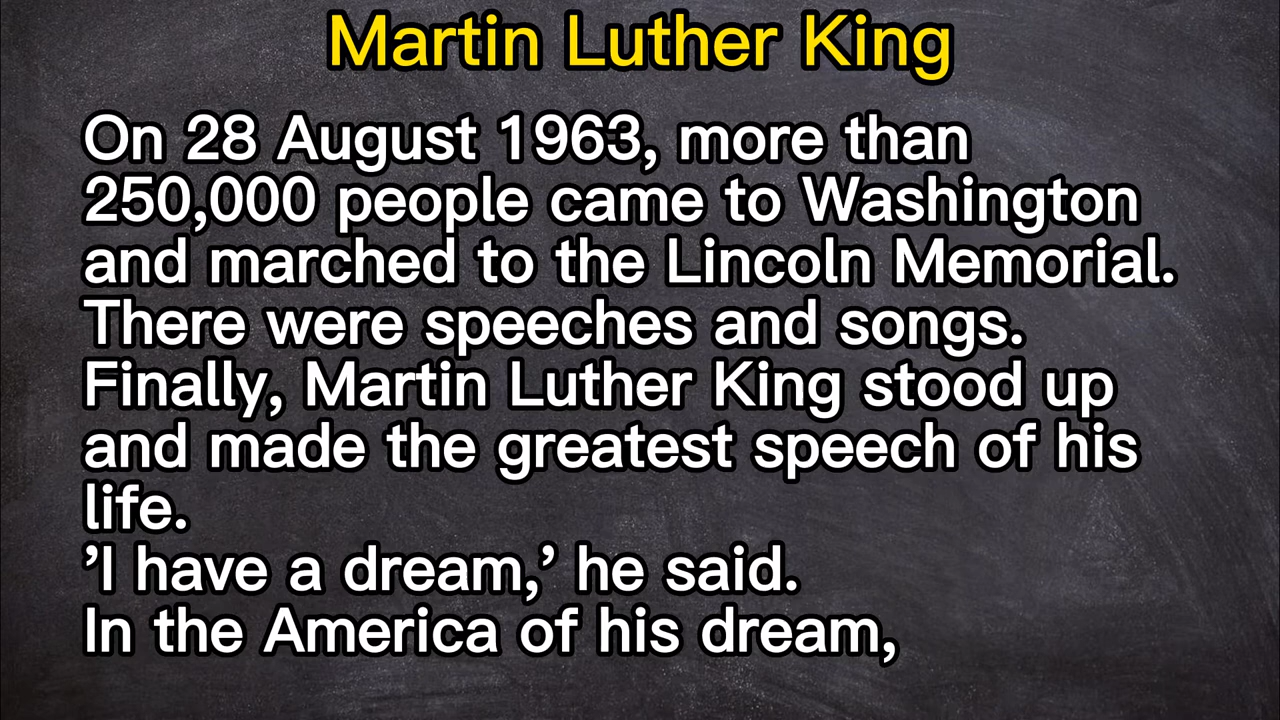 Martin Luther King
On 28 August 1963, more than
250,000 people came to Washington
and marched to the Lincoln Memorial.
There were speeches and songs.
Finally, Martin Luther King stood up
and made the greatest speech of his
life.
’I have a dream,’ he said.
In the America of his dream,